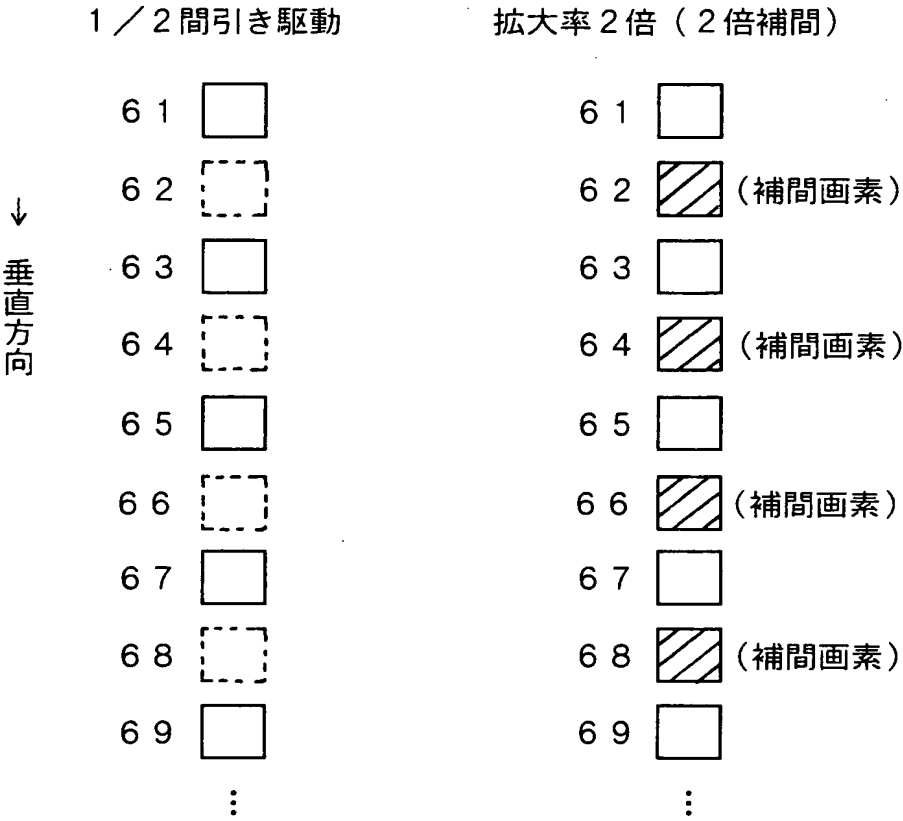 1/2間引き駆動
拡大率2倍(2倍補間)
↓垂直方向
61
62
63
64
65
66
67
68
69
⋮
61
62(補間画素)
63
64(補間画素)
65
66(補間画素)
67
68(補間画素)
69
⋮